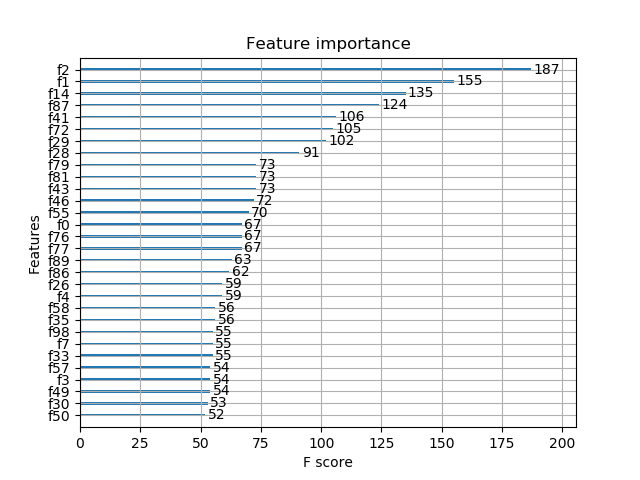 Feature importance
f2 187
f1 155
f14 135
f87 124
f41 106
f72 105
f29 102
f28 91
f79 73
f81 73
f43 73
f46 72
f55 70
f0 67
f76 67
f77 67
f89 63
f86 62
f26 59
f4 59
f58 56
f35 56
f98 55
f7 55
f33 55
f57 54
f3 54
f49 54
f30 53
f50 52
Features
0 25 50 75 100 125 150 175 200
F score